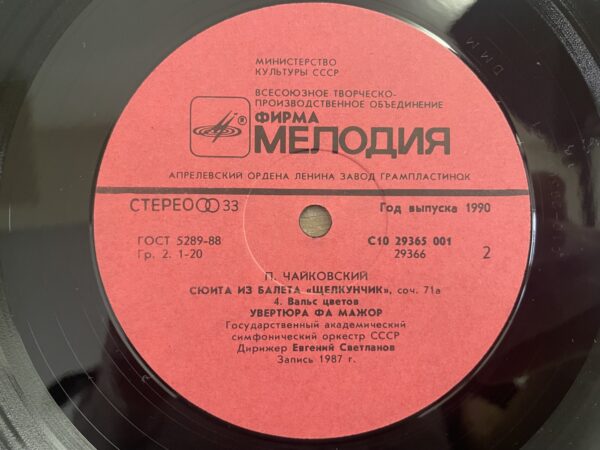 МИНИСТЕРСТВО
КУЛЬТУРЫ СССР
ВСЕСОЮЗНОЕ ТВОРЧЕСКО-
ПРОИЗВОДСТВЕННОЕ ОБЪЕДИНЕНИЕ
ФИРМА
® МЕЛОДИЯ
АПРЕЛЕВСКИЙ ОРДЕНА ЛЕНИНА ЗАВОД ГРАМПЛАСТИНОК
СТЕРЕО 33
Год выпуска 1990
ГОСТ 5289-88
С10 29365 001
Гр. 2. 1-20
29366 2
П. ЧАЙКОВСКИЙ
СЮИТА ИЗ БАЛЕТА «ЩЕЛКУНЧИК», соч. 71а
4. Вальс цветов
УВЕРТЮРА ФА МАЖОР
Государственный академический
симфонический оркестр СССР
Дирижер Евгений Светланов
Запись 1987 г.
DMM